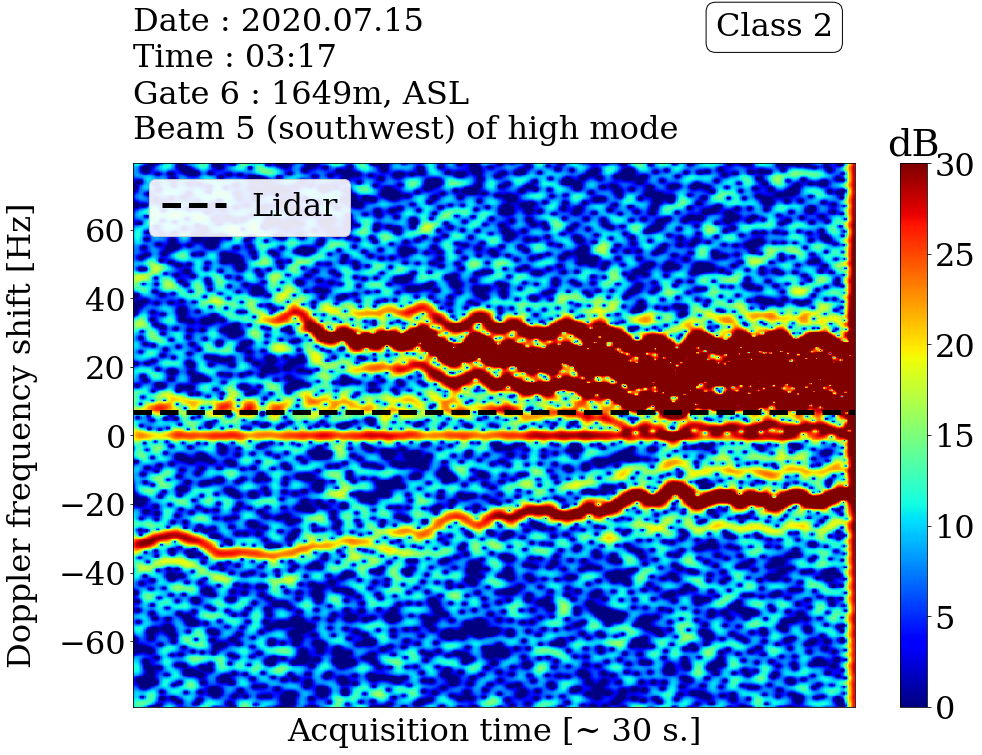 Date : 2020.07.15
Class 2
Time : 03:17
Gate 6 : 1649m, ASL
Beam 5 (southwest) of high mode
dB
Lidar
Doppler frequency shift [Hz]
60
40
20
0
−20
−40
−60
30
25
20
15
10
5
0
Acquisition time [~ 30 s.]